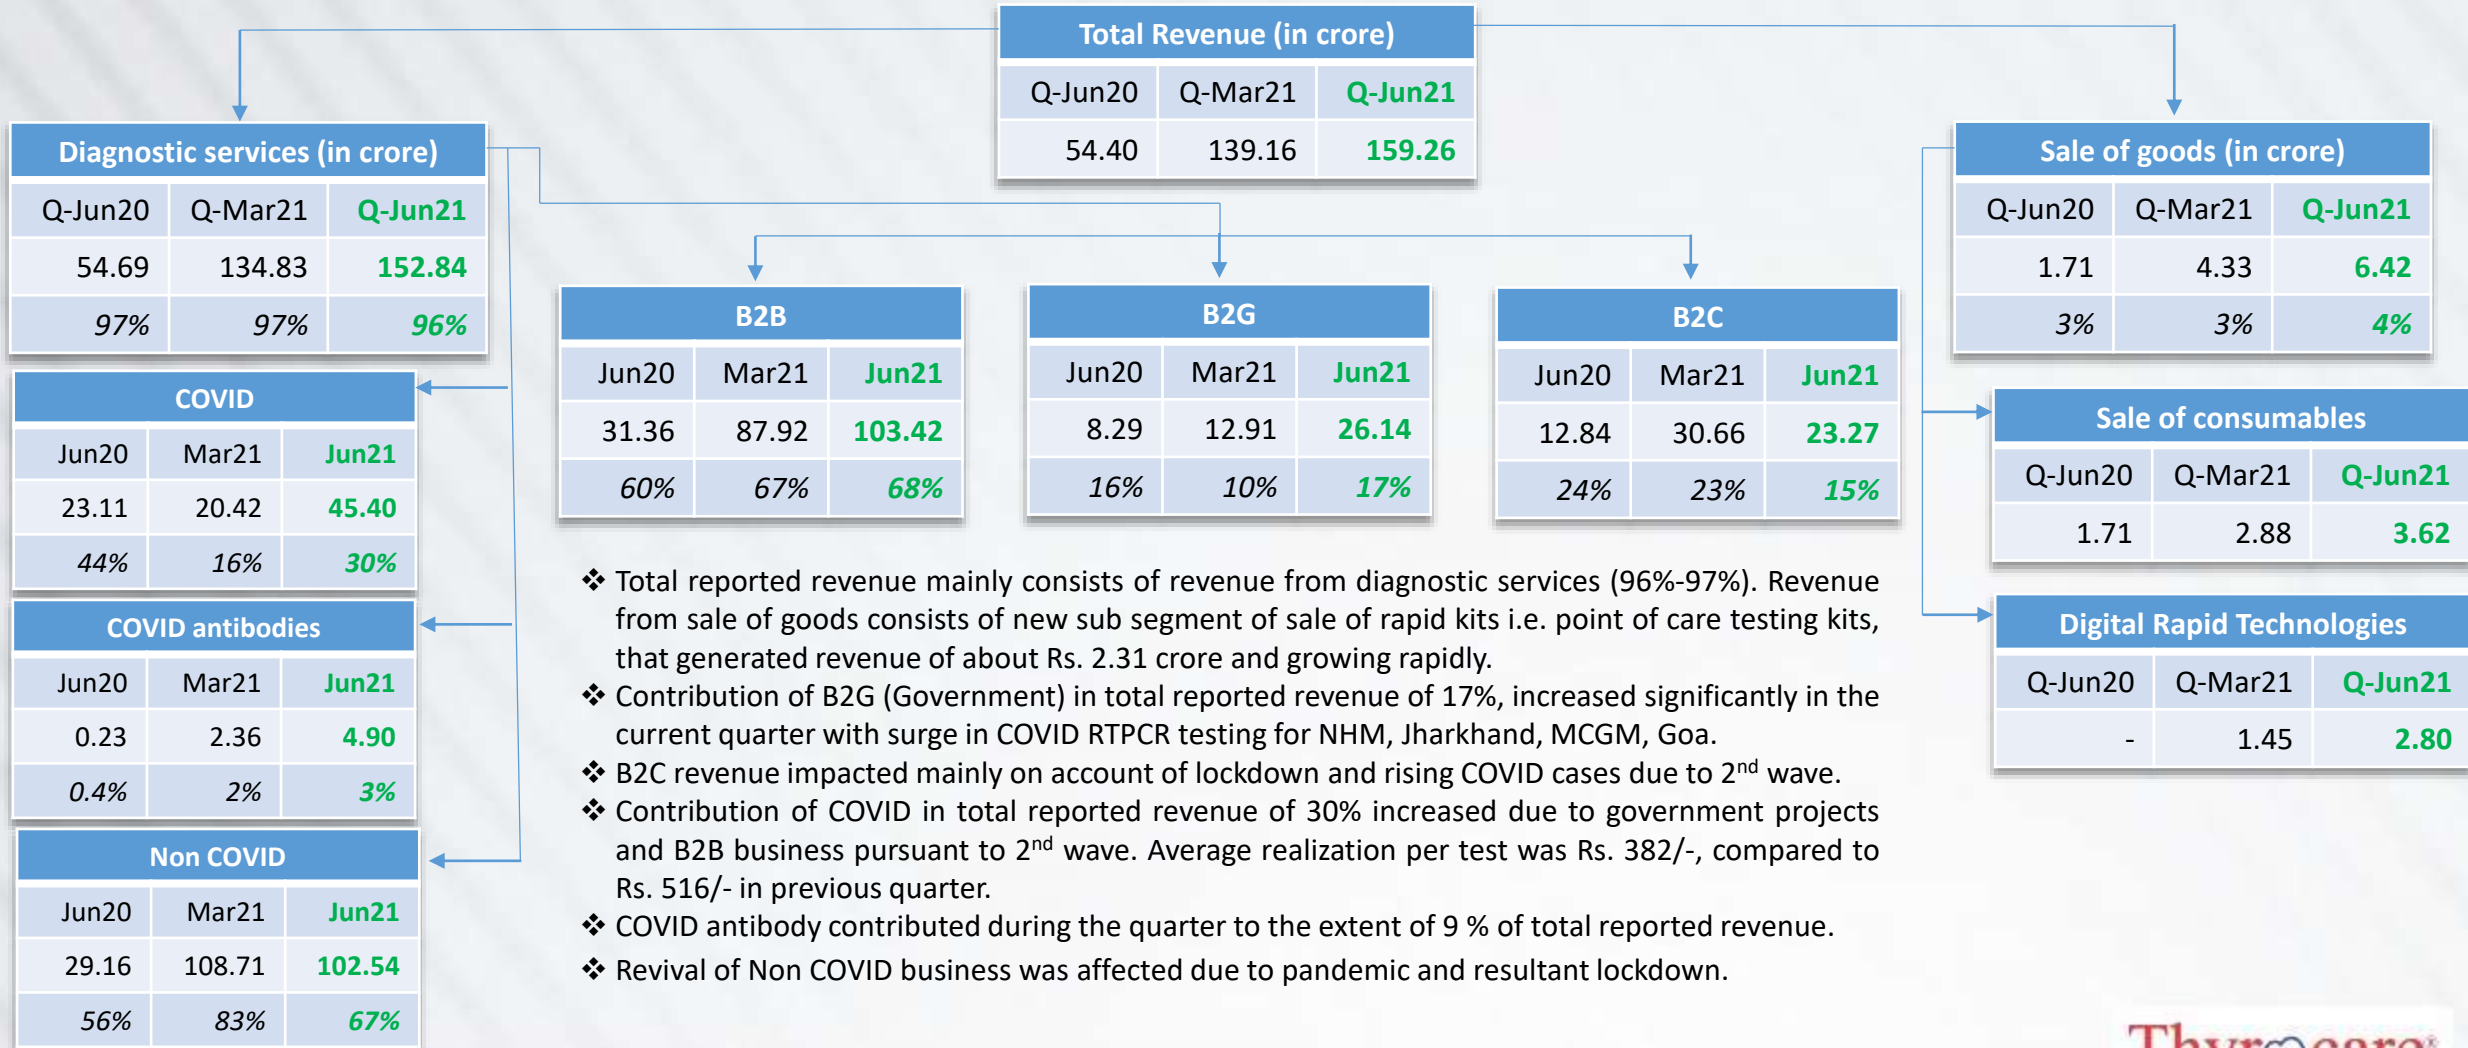 Total Revenue (in crore)
Q-Jun20 Q-Mar21 Q-Jun21
54.40 139.16 159.26
Diagnostic services (in crore)
Q-Jun20 Q-Mar21 Q-Jun21
54.69 134.83 152.84
97% 97% 96%
Sale of goods (in crore)
Q-Jun20 Q-Mar21 Q-Jun21
1.71 4.33 6.42
3% 3% 4%
B2B
Jun20 Mar21 Jun21
31.36 87.92 103.42
60% 67% 68%
B2G
Jun20 Mar21 Jun21
8.29 12.91 26.14
16% 10% 17%
B2C
Jun20 Mar21 Jun21
12.84 30.66 23.27
24% 23% 15%
COVID
Jun20 Mar21 Jun21
23.11 20.42 45.40
44% 16% 30%
COVID antibodies
Jun20 Mar21 Jun21
0.23 2.36 4.90
0.4% 2% 3%
Non COVID
Jun20 Mar21 Jun21
29.16 108.71 102.54
56% 83% 67%
Sale of consumables
Q-Jun20 Q-Mar21 Q-Jun21
1.71 2.88 3.62
Digital Rapid Technologies
Q-Jun20 Q-Mar21 Q-Jun21
- 1.45 2.80
❖ Total reported revenue mainly consists of revenue from diagnostic services (96%-97%). Revenue
from sale of goods consists of new sub segment of sale of rapid kits i.e. point of care testing kits,
that generated revenue of about Rs. 2.31 crore and growing rapidly.
❖ Contribution of B2G (Government) in total reported revenue of 17%, increased significantly in the
current quarter with surge in COVID RTPCR testing for NHM, Jharkhand, MCGM, Goa.
❖ B2C revenue impacted mainly on account of lockdown and rising COVID cases due to 2nd wave.
❖ Contribution of COVID in total reported revenue of 30% increased due to government projects
and B2B business pursuant to 2nd wave. Average realization per test was Rs. 382/-, compared to
Rs. 516/- in previous quarter.
❖ COVID antibody contributed during the quarter to the extent of 9 % of total reported revenue.
❖ Revival of Non COVID business was affected due to pandemic and resultant lockdown.
Thyrocare®